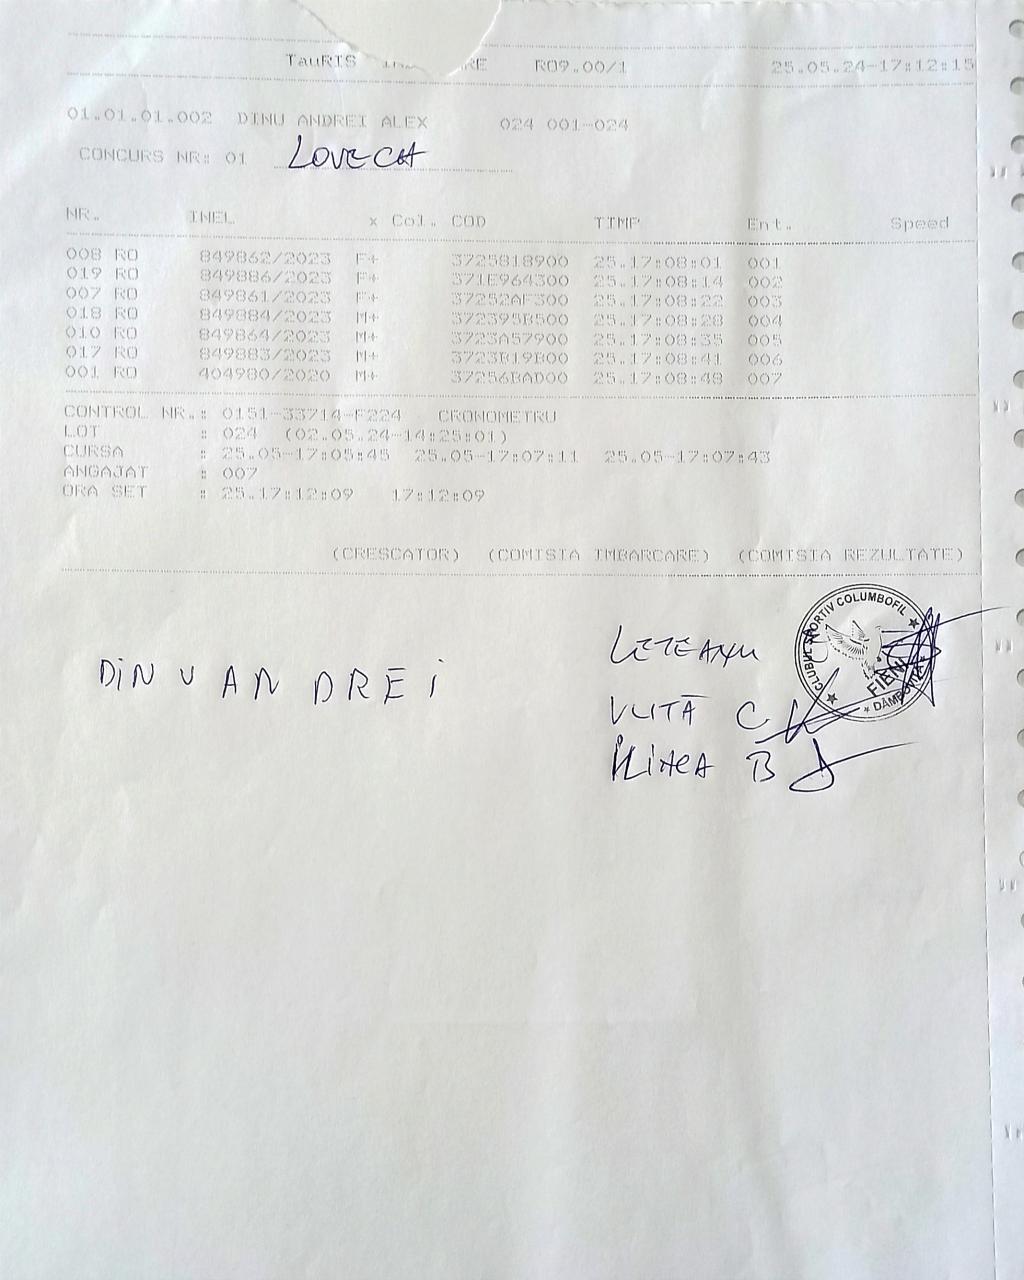 TauRIS RE R09.00/1 25.05.24-17:12:15
01.01.01.002 DINU ANDREI ALEX 024 001-024
CONCURS NR: 01 LOVECH
NR. INEL x Col. COD TIMP Ent. Speed
008 RO 849862/2023 F+ 3725818900 25.17:08:01 001
019 RO 849886/2023 F+ 371E964300 25.17:08:14 002
007 RO 849861/2023 F+ 37252AF300 25.17:08:22 003
018 RO 849884/2023 M+ 372395B500 25.17:08:28 004
010 RO 849864/2023 M+ 3723A57900 25.17:08:35 005
017 RO 849883/2023 M+ 3723B19B00 25.17:08:41 006
001 RO 404980/2020 M+ 37256BAD00 25.17:08:48 007
CONTROL NR.: 0151-33714-F224 CRONOMETRU
LOT : 024 (02.05.24-14:25:01)
CURSA : 25.05-17:05:45 25.05-17:07:11 25.05-17:07:43
ANGAJAT : 007
ORA SET : 25.17:12:09 17:12:09
(CRESCATOR) (COMISIA IMBARCARE) (COMISIA REZULTATE)
CLUBUL SPORTIV COLUMBOFIL
FIENI
DÂMBOVIȚA
LETEANU
DINU ANDREI
VLITĂ C
B